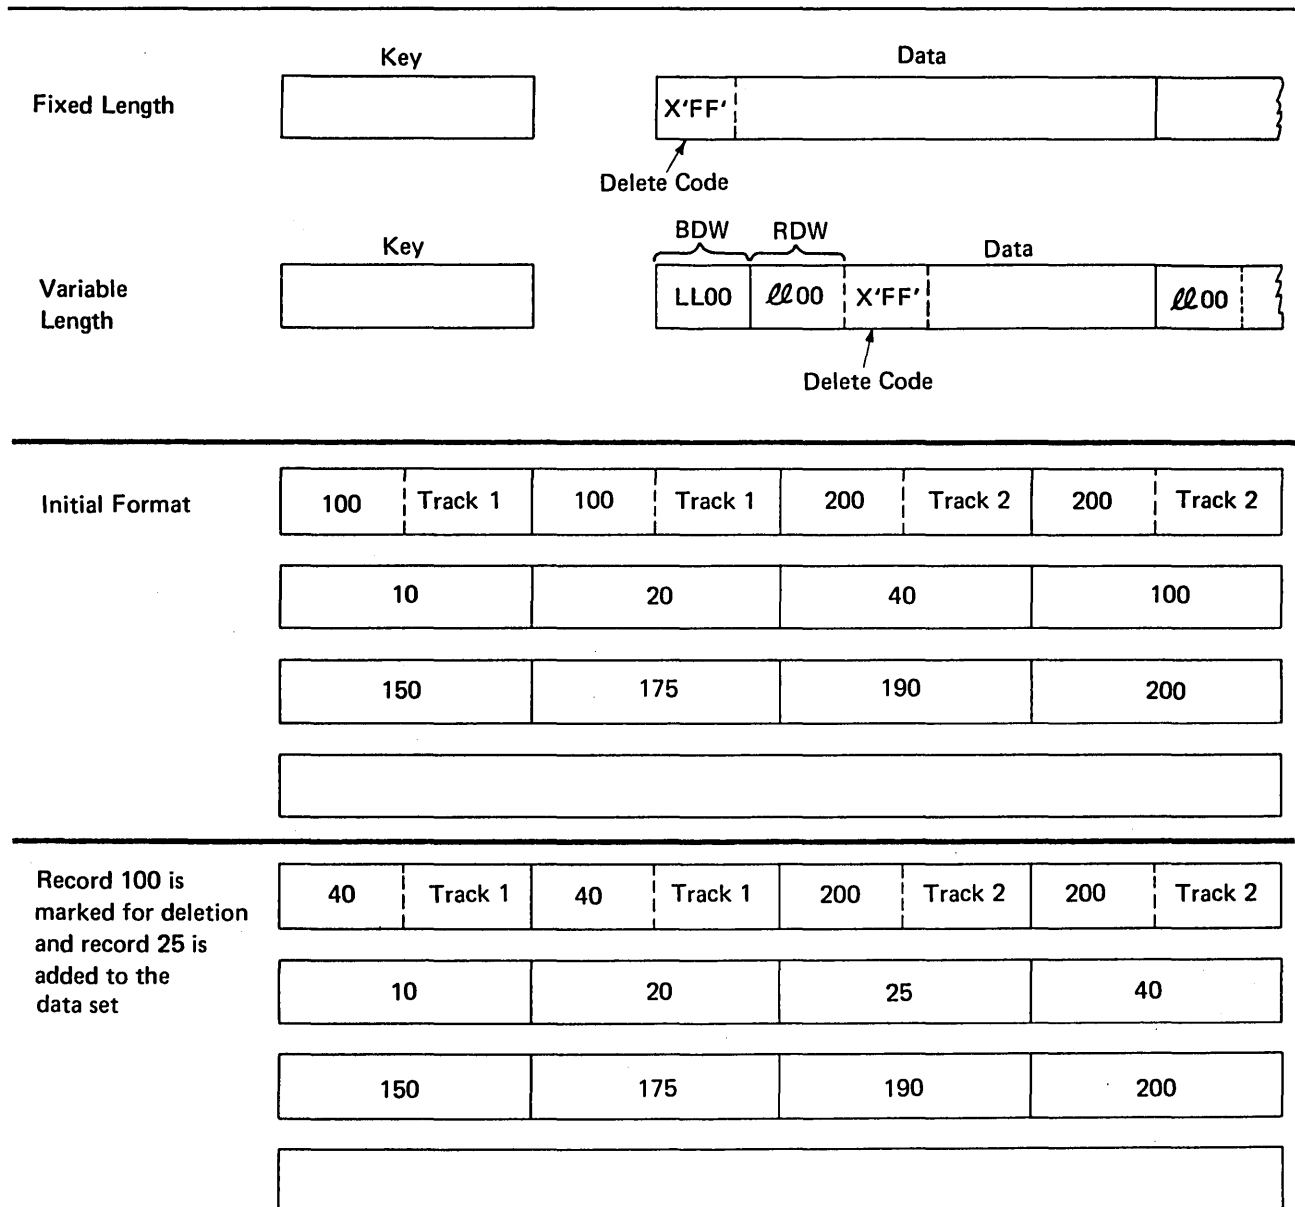 Key Data
Fixed Length X'FF'
Delete Code
BDW RDW
Key Data
Variable LL00 ℓℓ00 X'FF' ℓℓ00
Length
Delete Code
Initial Format 100 Track 1 100 Track 1 200 Track 2 200 Track 2
10 20 40 100
150 175 190 200
Record 100 is 40 Track 1 40 Track 1 200 Track 2 200 Track 2
marked for deletion
and record 25 is
added to the 10 20 25 40
data set
150 175 190 200